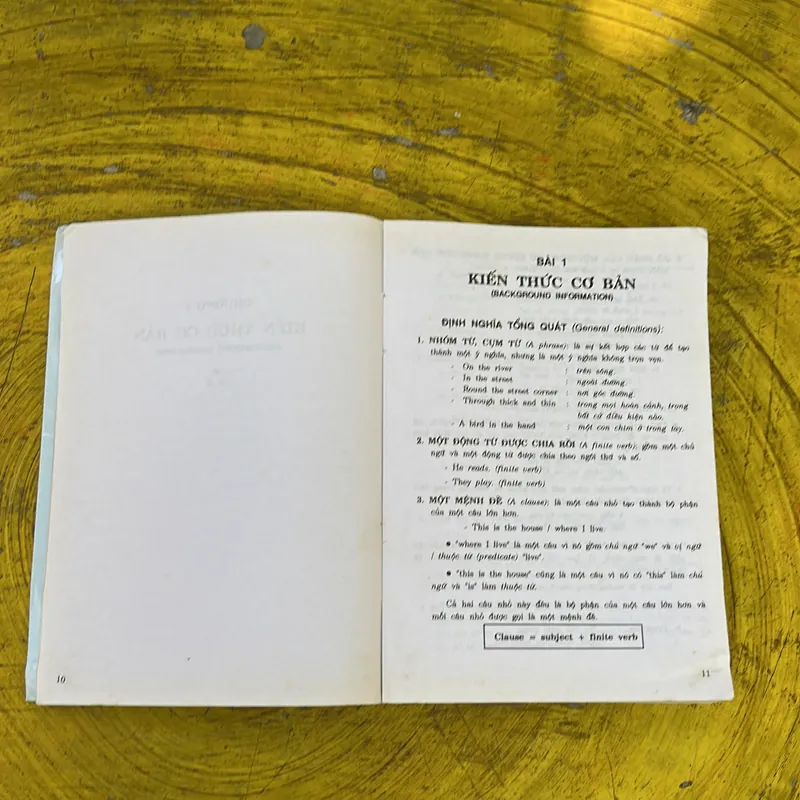 10
BÀI 1
KIẾN THỨC CƠ BẢN
(BACKGROUND INFORMATION)
ĐỊNH NGHĨA TỔNG QUÁT (General definitions):
1. NHÓM TỪ, CỤM TỪ (A phrase): là sự kết hợp các từ để tạo
thành một ý nghĩa, nhưng là một ý nghĩa không trọn vẹn.
- On the river : trên sông.
- In the street : ngoài đường.
- Round the street corner : nơi góc đường.
- Through thick and thin : trong mọi hoàn cảnh, trong
bất cứ điều kiện nào.
- A bird in the hand : một con chim ở trong tay.
2. MỘT ĐỘNG TỪ ĐƯỢC CHIA RỒI (A finite verb): gồm một chủ
ngữ và một động từ được chia theo ngôi thứ và số.
- He reads. (finite verb)
- They play. (finite verb)
3. MỘT MỆNH ĐỀ (A clause): là một câu nhỏ tạo thành bộ phận
của một câu lớn hơn.
- This is the house / where I live.
• "where I live" là một câu vì nó gồm chủ ngữ "we" và vị ngữ
/ thuộc từ (predicate) "live".
• "this is the house" cũng là một câu vì nó có "this" làm chủ
ngữ và "is" làm thuộc từ.
Cả hai câu nhỏ này đều là bộ phận của một câu lớn hơn và
mỗi câu nhỏ được gọi là một mệnh đề.
Clause = subject + finite verb
11